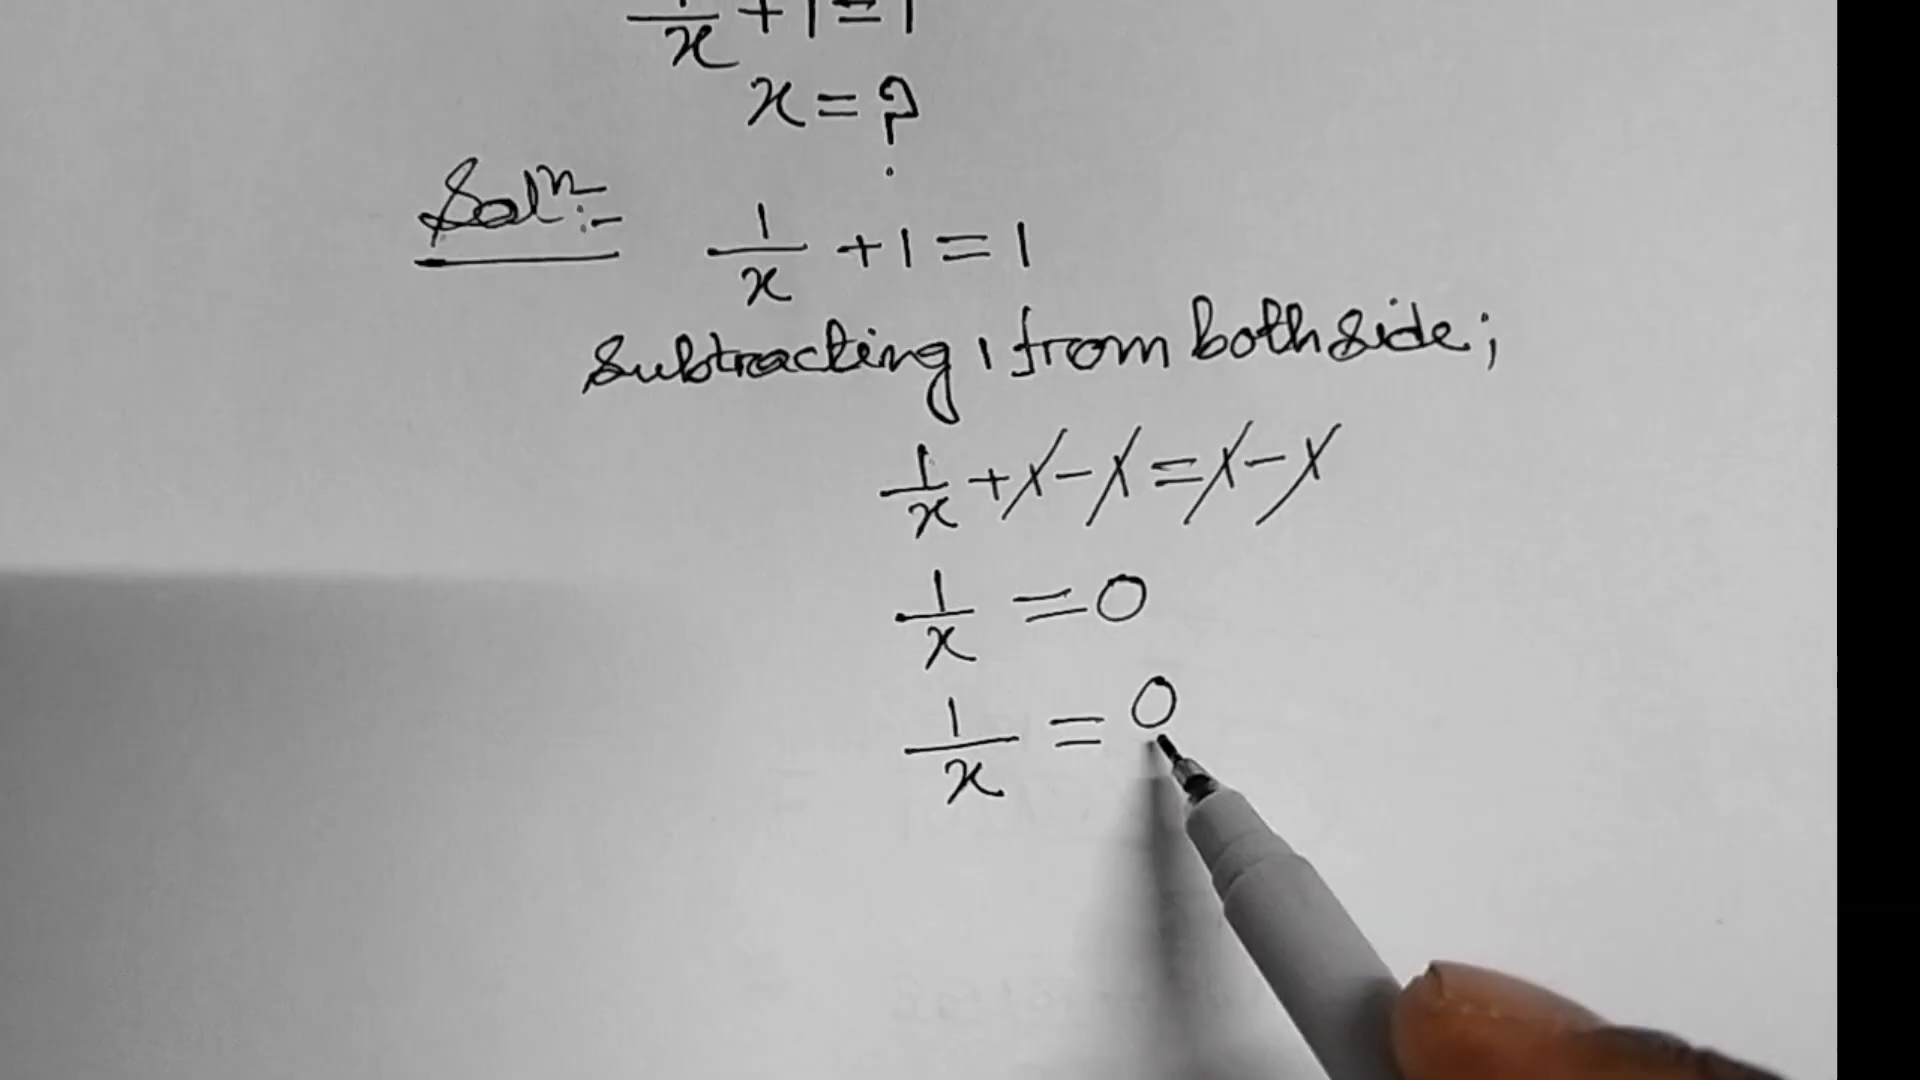 1/x + 1 = 1
x = ?
Solⁿ:-
1/x + 1 = 1
Subtracting 1 from both side;
1/x + 1 - 1 = 1 - 1
1/x = 0
1/x = 0